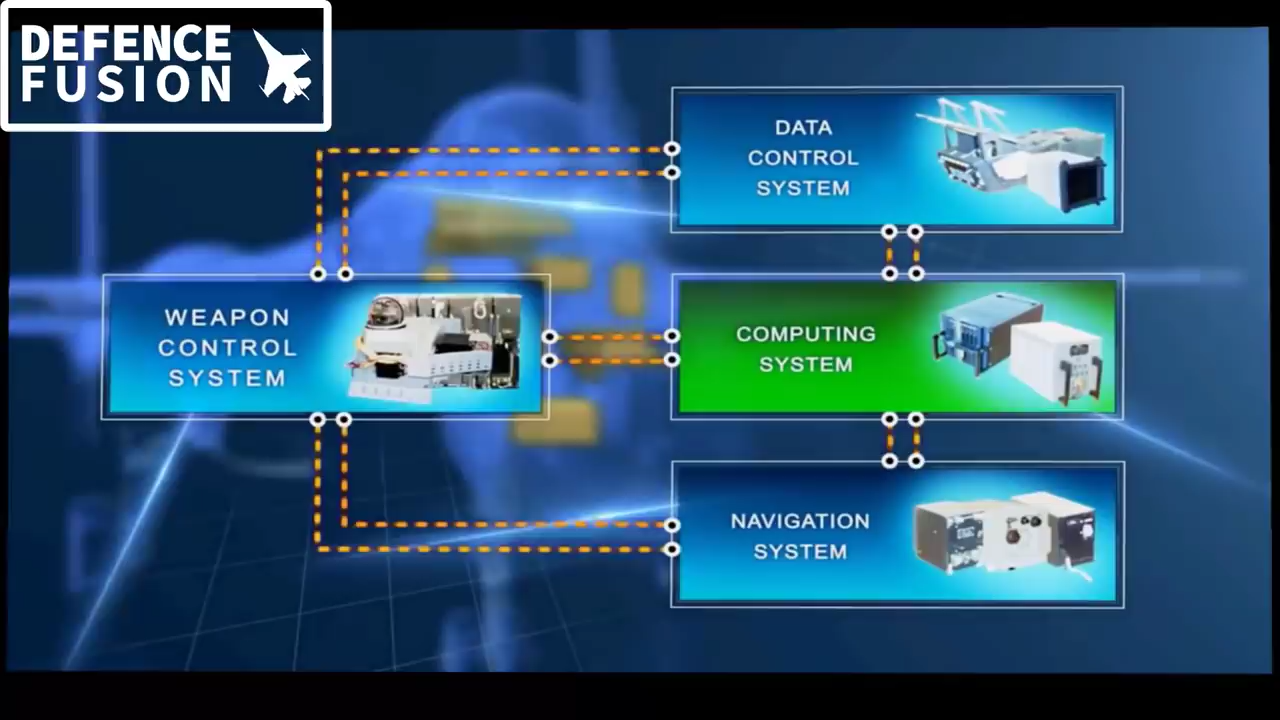 DEFENCE
FUSION
DATA
CONTROL
SYSTEM
WEAPON
CONTROL
SYSTEM
COMPUTING
SYSTEM
NAVIGATION
SYSTEM